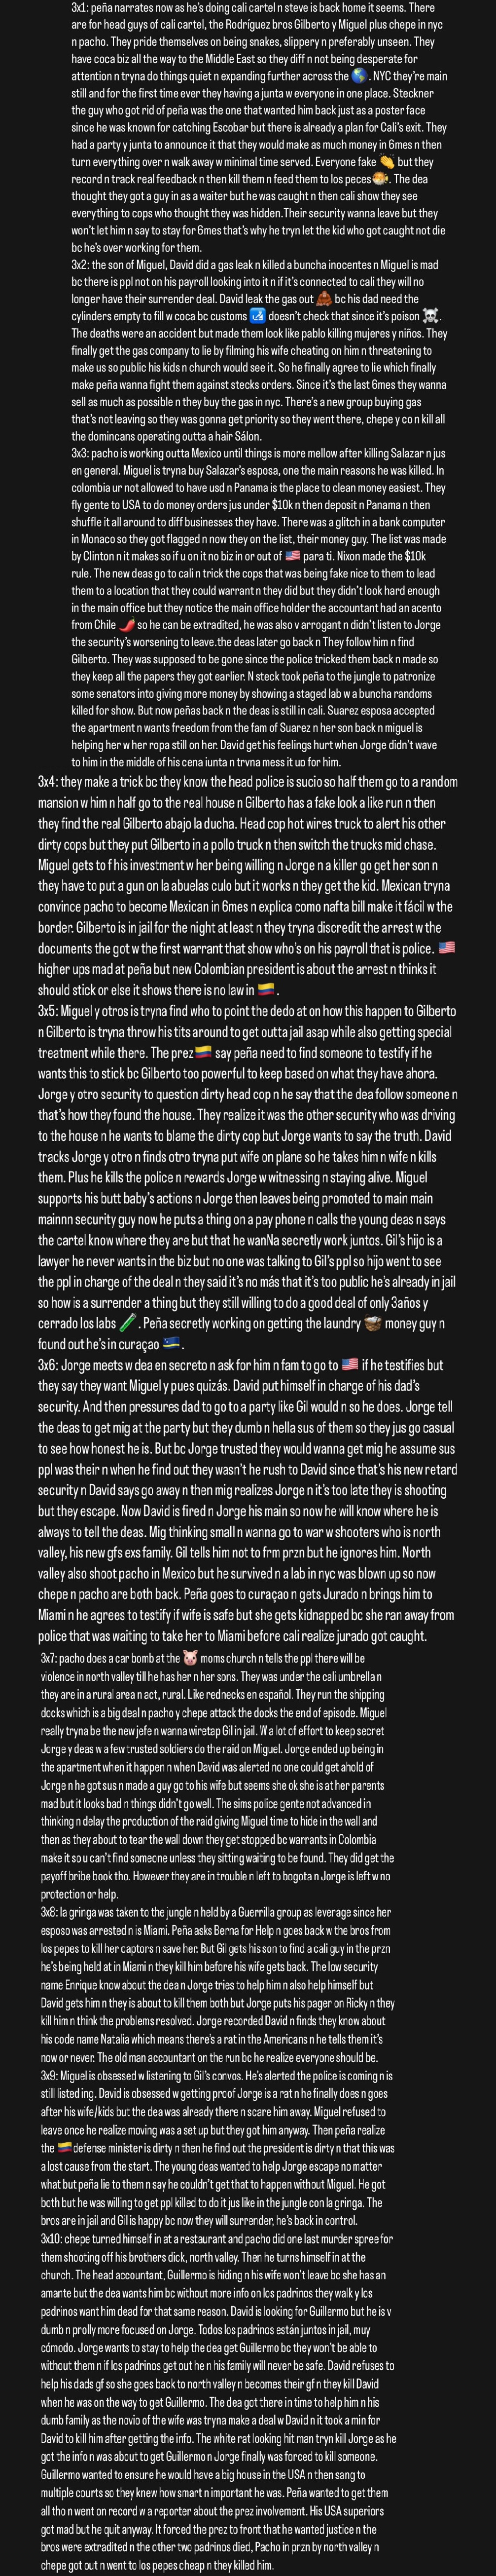 3x1: peña narrates now as he's doing cali cartel n steve is back home it seems. There
are for head guys of cali cartel, the Rodríguez bros Gilberto y Miguel plus chepe in nyc
n pacho. They pride themselves on being snakes, slippery n preferably unseen. They
have coca biz all the way to the Middle East so they diff n not being desperate for
attention n tryna do things quiet n expanding further across the 🌎. NYC they're main
still and for the first time ever they having a junta w everyone in one place. Steckner
the guy who got rid of peña was the one that wanted him back just as a poster face
since he was known for catching Escobar but there is already a plan for Cali's exit. They
had a party y junta to announce it that they would make as much money in 6mes n then
turn everything over n walk away w minimal time served. Everyone fake 👏 but they
record n track real feedback n then kill them n feed them to los peces🐡. The dea
thought they got a guy in as a waiter but he was caught n then cali show they see
everything to cops who thought they was hidden.Their security wanna leave but they
won't let him n say to stay for 6mes that's why he tryn let the kid who got caught not die
bc he's over working for them.
3x2: the son of Miguel, David did a gas leak n killed a buncha inocentes n Miguel is mad
bc there is ppl not on his payroll looking into it n if it's connected to cali they will no
longer have their surrender deal. David leak the gas out 💩 bc his dad need the
cylinders empty to fill w coca bc customs 🛃 doesn't check that since it's poison ☠️.
The deaths were an accident but made them look like pablo killing mujeres y niños. They
finally get the gas company to lie by filming his wife cheating on him n threatening to
make us so public his kids n church would see it. So he finally agree to lie which finally
make peña wanna fight them against stecks orders. Since it's the last 6mes they wanna
sell as much as possible n they buy the gas in nyc. There's a new group buying gas
that's not leaving so they was gonna get priority so they went there, chepe y co n kill all
the domincans operating outta a hair Sálon.
3x3: pacho is working outta Mexico until things is more mellow after killing Salazar n jus
en general. Miguel is tryna buy Salazar's esposa, one the main reasons he was killed. In
colombia ur not allowed to have usd n Panama is the place to clean money easiest. They
fly gente to USA to do money orders jus under $10k n then deposit n Panama n then
shuffle it all around to diff businesses they have. There was a glitch in a bank computer
in Monaco so they got flagged n now they on the list, their money guy. The list was made
by Clinton n it makes so if u on it no biz in r out of 🇺🇸 para ti. Nixon made the $10k
rule. The new deas go to cali n trick the cops that was being fake nice to them to lead
them to a location that they could warrant n they did but they didn't look hard enough
in the main office but they notice the main office holder the accountant had an acento
from Chile 🌶️ so he can be extradited, he was also v arrogant n didn't listen to Jorge
the security's worsening to leave.the deas later go back n They follow him n find
Gilberto. They was supposed to be gone since the police tricked them back n made so
they keep all the papers they got earlier. N steck took peña to the jungle to patronize
some senators into giving more money by showing a staged lab w a buncha randoms
killed for show. But now peñas back n the deas is still in cali. Suarez esposa accepted
the apartment n wants freedom from the fam of Suarez n her son back n miguel is
helping her w her ropa still on her. David get his feelings hurt when Jorge didn't wave
to him in the middle of his cena junta n tryna mess it up for him.
3x4: they make a trick bc they know the head police is sucio so half them go to a random
mansion w him n half go to the real house n Gilberto has a fake look a like run n then
they find the real Gilberto abajo la ducha. Head cop hot wires truck to alert his other
dirty cops but they put Gilberto in a pollo truck n then switch the trucks mid chase.
Miguel gets to f his investment w her being willing n Jorge n a killer go get her son n
they have to put a gun on la abuelas culo but it works n they get the kid. Mexican tryna
convince pacho to become Mexican in 6mes n explica como nafta bill make it fácil w the
border. Gilberto is in jail for the night at least n they tryna discredit the arrest w the
documents the got w the first warrant that show who's on his payroll that is police. 🇺🇸
higher ups mad at peña but new Colombian president is about the arrest n thinks it
should stick or else it shows there is no law in 🇨🇴.
3x5: Miguel y otros is tryna find who to point the dedo at on how this happen to Gilberto
n Gilberto is tryna throw his tits around to get outta jail asap while also getting special
treatment while there. The prez 🇨🇴 say peña need to find someone to testify if he
wants this to stick bc Gilberto too powerful to keep based on what they have ahora.
Jorge y otro security to question dirty head cop n he say that the dea follow someone n
that's how they found the house. They realize it was the other security who was driving
to the house n he wants to blame the dirty cop but Jorge wants to say the truth. David
tracks Jorge y otro n finds otro tryna put wife on plane so he takes him n wife n kills
them. Plus he kills the police n rewards Jorge w witnessing n staying alive. Miguel
supports his butt baby's actions n Jorge then leaves being promoted to main main
mainnn security guy now he puts a thing on a pay phone n calls the young deas n says
the cartel know where they are but that he wanNa secretly work juntos. Gil's hijo is a
lawyer he never wants in the biz but no one was talking to Gil's ppl so hijo went to see
the ppl in charge of the deal n they said it's no más that it's too public he's already in jail
so how is a surrender a thing but they still willing to do a good deal of only 3años y
cerrado los labs 🧪. Peña secretly working on getting the laundry 🧺 money guy n
found out he's in curaçao 🇨🇼.
3x6: Jorge meets w dea en secreto n ask for him n fam to go to 🇺🇸 if he testifies but
they say they want Miguel y pues quizás. David put himself in charge of his dad's
security. And then pressures dad to go to a party like Gil would n so he does. Jorge tell
the deas to get mig at the party but they dumb n hella sus of them so they jus go casual
to see how honest he is. But bc Jorge trusted they would wanna get mig he assume sus
ppl was their n when he find out they wasn't he rush to David since that's his new retard
security n David says go away n then mig realizes Jorge n it's too late they is shooting
but they escape. Now David is fired n Jorge his main so now he will know where he is
always to tell the deas. Mig thinking small n wanna go to war w shooters who is north
valley, his new gfs exs family. Gil tells him not to frm przn but he ignores him. North
valley also shoot pacho in Mexico but he survived n a lab in nyc was blown up so now
chepe n pacho are both back. Peña goes to curaçao n gets Jurado n brings him to
Miami n he agrees to testify if wife is safe but she gets kidnapped bc she ran away from
police that was waiting to take her to Miami before cali realize jurado got caught.
3x7: pacho does a car bomb at the 🐷 moms church n tells the ppl there will be
violence in north valley till he has her n her sons. They was under the cali umbrella n
they are in a rural area n act, rural. Like rednecks en español. They run the shipping
docks which is a big deal n pacho y chepe attack the docks the end of episode. Miguel
really tryna be the new jefe n wanna wiretap Gil in jail. W a lot of effort to keep secret
Jorge y deas w a few trusted soldiers do the raid on Miguel. Jorge ended up being in
the apartment when it happen n when David was alerted no one could get ahold of
Jorge n he got sus n made a guy go to his wife but seems she ok she is at her parents
mad but it looks bad n things didn't go well. The sims police gente not advanced in
thinking n delay the production of the raid giving Miguel time to hide in the wall and
then as they about to tear the wall down they get stopped bc warrants in Colombia
make it so u can't find someone unless they sitting waiting to be found. They did get the
payoff bribe book tho. However they are in trouble n left to bogota n Jorge is left w no
protection or help.
3x8: la gringa was taken to the jungle n held by a Guerrilla group as leverage since her
esposo was arrested n is Miami. Peña asks Berna for Help n goes back w the bros from
los pepes to kill her captors n save her. But Gil gets his son to find a cali guy in the przn
he's being held at in Miami n they kill him before his wife gets back. The low security
name Enrique know about the dea n Jorge tries to help him n also help himself but
David gets him n they is about to kill them both but Jorge puts his pager on Ricky n they
kill him n think the problems resolved. Jorge recorded David n finds they know about
his code name Natalia which means there's a rat in the Americans n he tells them it's
now or never. The old man accountant on the run bc he realize everyone should be.
3x9: Miguel is obsessed w listening to Gil's convos. He's alerted the police is coming n is
still listening. David is obsessed w getting proof Jorge is a rat n he finally does n goes
after his wife/kids but the dea was already there n scare him away. Miguel refused to
leave once he realize moving was a set up but they got him anyway. Then peña realize
the 🇨🇴defense minister is dirty n then he find out the president is dirty n that this was
a lost cause from the start. The young deas wanted to help Jorge escape no matter
what but peña lie to them n say he couldn't get that to happen without Miguel. He got
both but he was willing to get ppl killed to do it jus like in the jungle con la gringa. The
bros are in jail and Gil is happy bc now they will surrender, he's back in control.
3x10: chepe turned himself in at a restaurant and pacho did one last murder spree for
them shooting off his brothers dick, north valley. Then he turns himself in at the
church. The head accountant, Guillermo is hiding n his wife won't leave bc she has an
amante but the dea wants him bc without more info on los padrinos they walk y los
padrinos want him dead for that same reason. David is looking for Guillermo but he is v
dumb n prolly more focused on Jorge. Todos los padrinos están juntos in jail, muy
cómodo. Jorge wants to stay to help the dea get Guillermo bc they won't be able to
without them n if los padrinos get out he n his family will never be safe. David refuses to
help his dads gf so she goes back to north valley n becomes their gf n they kill David
when he was on the way to get Guillermo. The dea got there in time to help him n his
dumb family as the novio of the wife was tryna make a deal w David n it took a min for
David to kill him after getting the info. The white rat looking hit man tryn kill Jorge as he
got the info n was about to get Guillermo n Jorge finally was forced to kill someone.
Guillermo wanted to ensure he would have a big house in the USA n then sang to
multiple courts so they knew how smart n important he was. Peña wanted to get them
all tho n went on record w a reporter about the prez involvement. His USA superiors
got mad but he quit anyway. It forced the prez to front that he wanted justice n the
bros were extradited n the other two padrinos died, Pacho in przn by north valley n
chepe got out n went to los pepes cheap n they killed him.